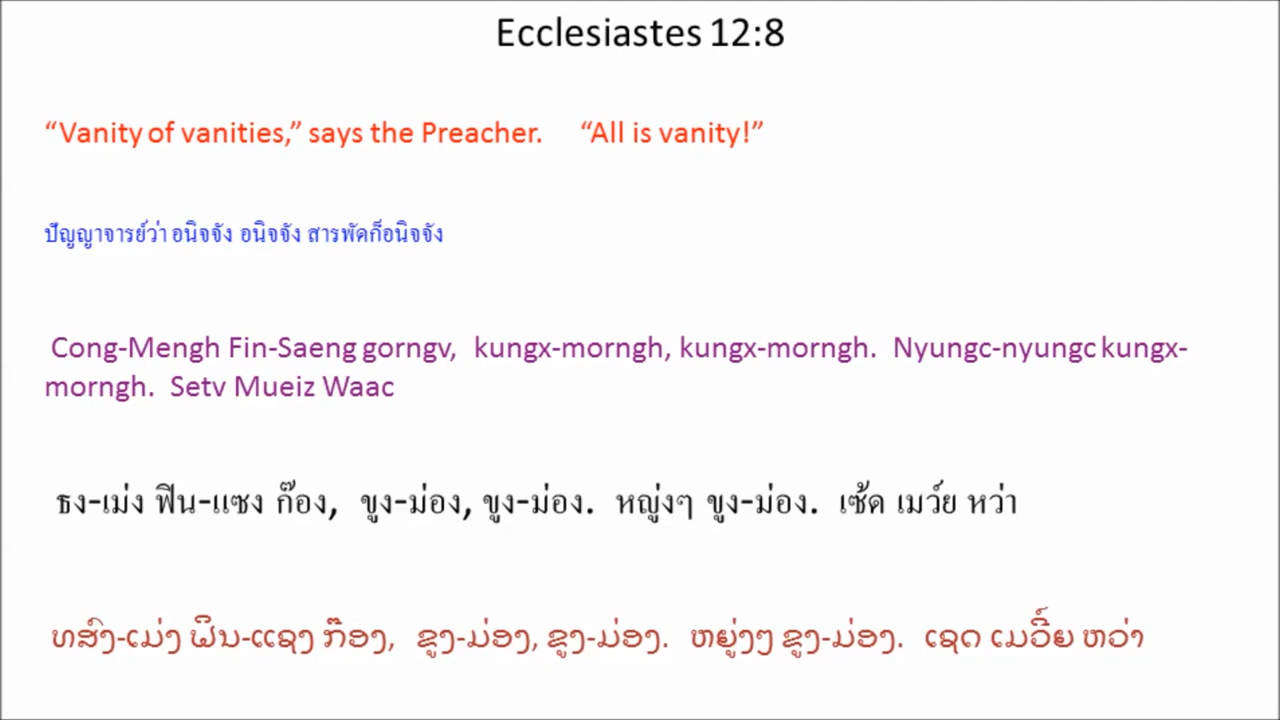 Ecclesiastes 12:8
“Vanity of vanities,” says the Preacher. “All is vanity!”
ปัญญาจารย์ว่า อนิจจัง อนิจจัง สารพัดก็อนิจจัง
Cong-Mengh Fin-Saeng gorngv, kungx-morngh, kungx-morngh. Nyungc-nyungc kungx-
morngh. Setv Mueiz Waac
ธง-เม่ง ฟิน-แซง ก๊อง, ขูง-ม่อง, ขูง-ม่อง. หญู่งๆ ขูง-ม่อง. เซ้ด เมว์ย หว่า
ທສົງ-ເມ່ງ ຟິນ-ແຊງ ກ໊ອງ, ຂູງ-ມ່ອງ, ຂູງ-ມ່ອງ. ຫຍູ່ງໆ ຂູງ-ມ່ອງ. ເຊດ ເມວີ໌ຍ ຫວ່າ